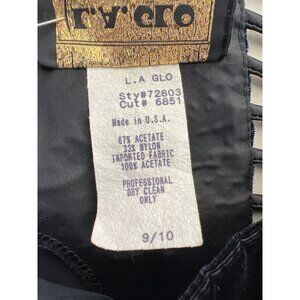 L.A.GLO
L.A GLO
Sty#72803
Cut# 6851
Made in U.S.A.
67% ACETATE
33% NYLON
IMPORTED FABRIC
100% ACETATE
PROFESSIONAL
DRY CLEAN
ONLY
9/10